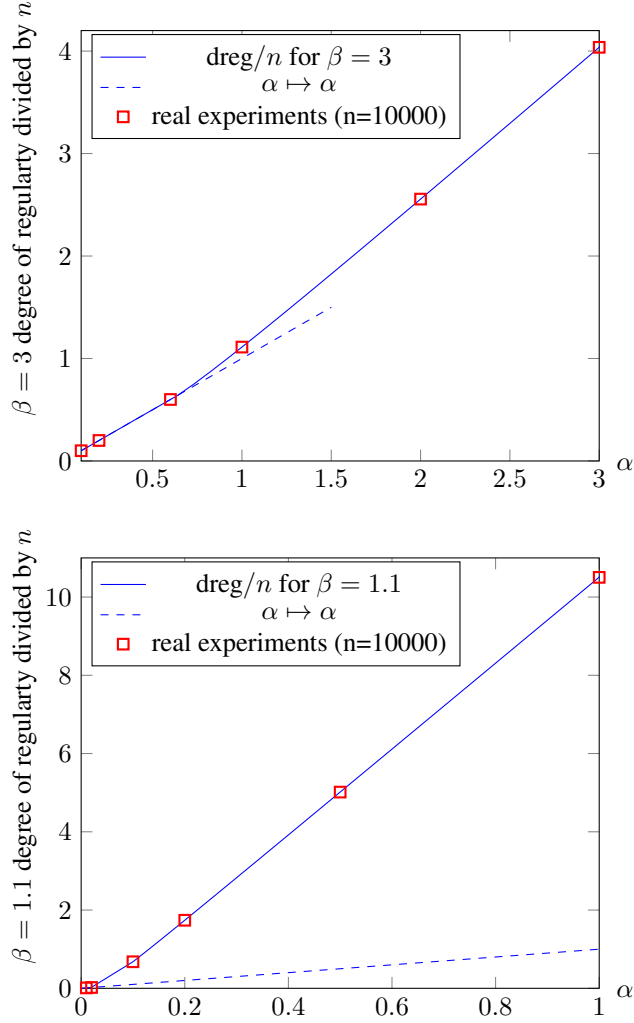 β = 3 degree of regularty divided by n
dreg/n for β = 3
α ↦ α
real experiments (n=10000)
4
3
2
1
0
0.5
1
1.5
2
2.5
3
α
β = 1.1 degree of regularty divided by n
dreg/n for β = 1.1
α ↦ α
real experiments (n=10000)
10
8
6
4
2
0
0
0.2
0.4
0.6
0.8
1
α